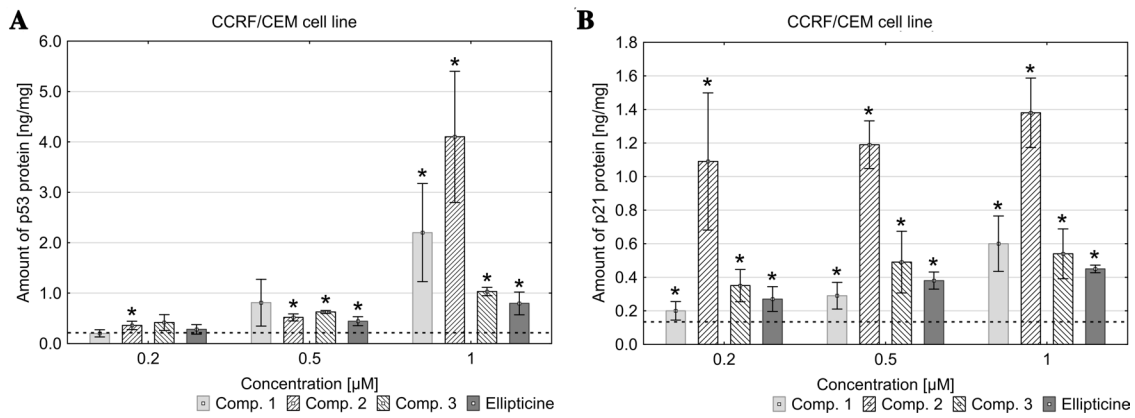 A
CCRF/CEM cell line
Amount of p53 protein [ng/mg]
6.0
5.0
4.0
3.0
2.0
1.0
0.0
* * * * * * * * *
0.2 0.5 1
Concentration [µM]
Comp. 1 Comp. 2 Comp. 3 Ellipticine
B
CCRF/CEM cell line
Amount of p21 protein [ng/mg]
1.8
1.6
1.4
1.2
1.0
0.8
0.6
0.4
0.2
0.0
* * * * * * * * * * * *
0.2 0.5 1
Concentration [µM]
Comp. 1 Comp. 2 Comp. 3 Ellipticine